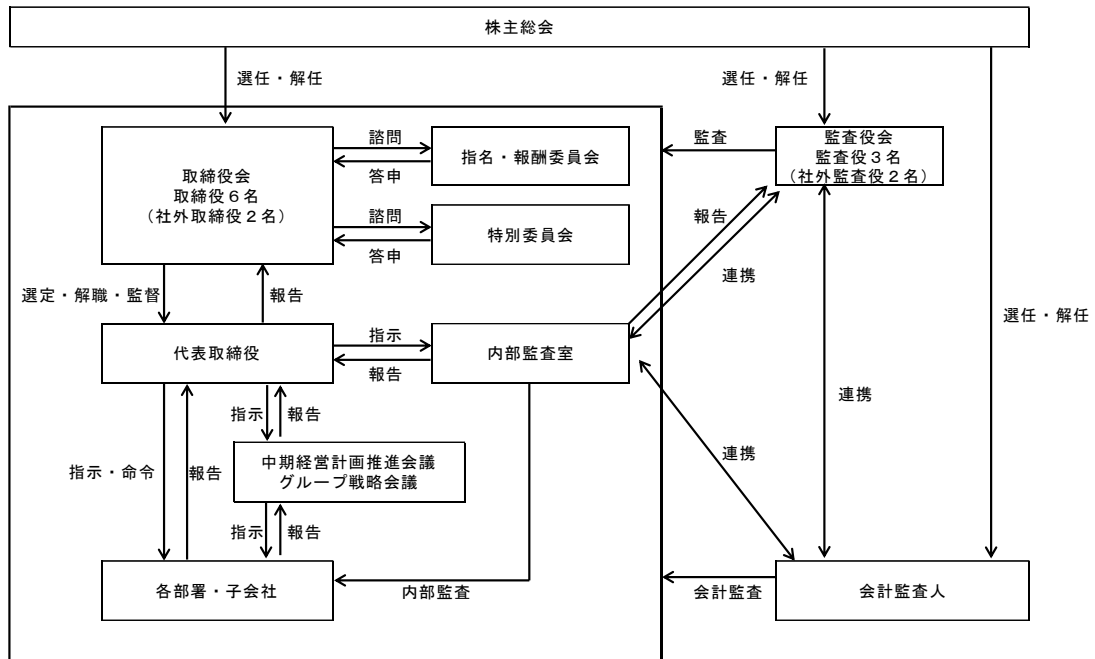 株主総会
選任・解任
選任・解任
選任・解任
取締役会
取締役６名
（社外取締役２名）
諮問
答申
指名・報酬委員会
諮問
答申
特別委員会
監査
監査役会
監査役３名
（社外監査役２名）
報告
連携
選定・解職・監督
報告
代表取締役
指示
報告
内部監査室
連携
連携
指示
報告
指示・命令
報告
中期経営計画推進会議
グループ戦略会議
指示
報告
各部署・子会社
内部監査
会計監査
会計監査人